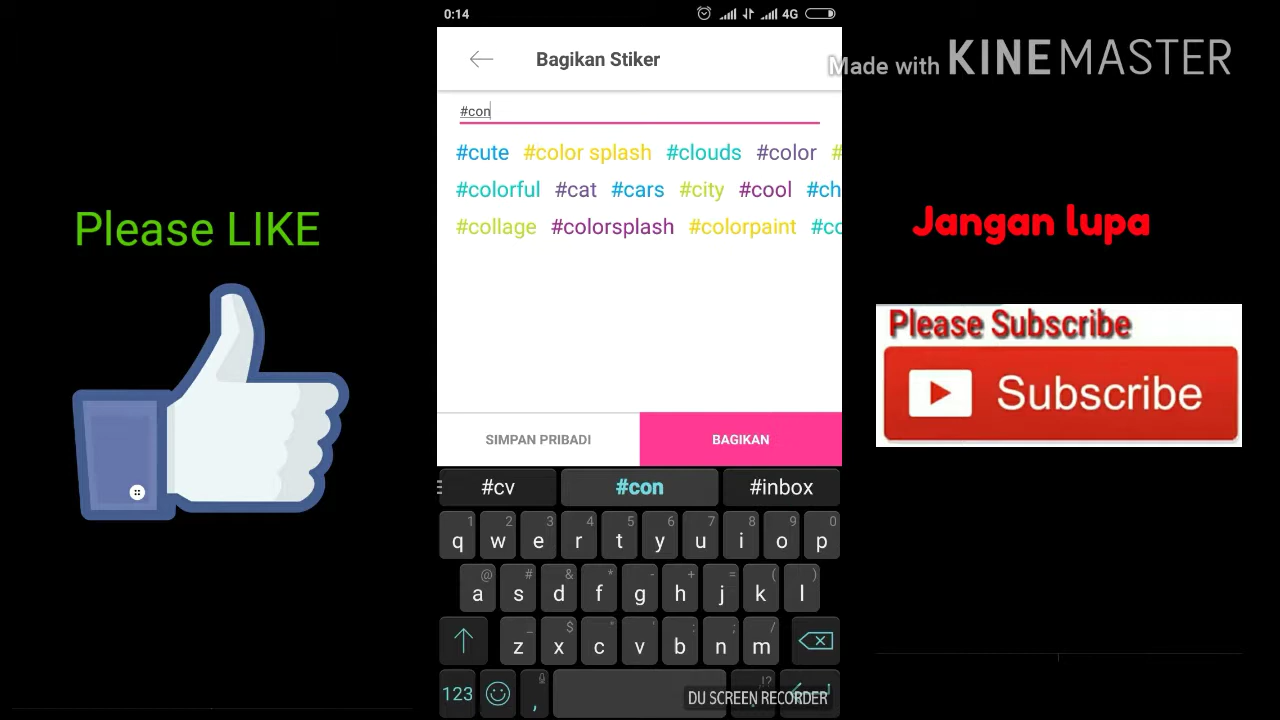 0:14
4G
Bagikan Stiker
Made with KINEMASTER
#con
#cute #color splash #clouds #color #
#colorful #cat #cars #city #cool #ch
#collage #colorsplash #colorpaint #co
Please LIKE
Jangan lupa
Please Subscribe
Subscribe
SIMPAN PRIBADI
BAGIKAN
#cv #con #inbox
1 2 3 4 5 6 7 8 9 0
q w e r t y u i o p
@ # & * - + = ( )
a s d f g h j k l
_ $ " ' : ; /
z x c v b n m
123 , !?
DU SCREEN RECORDER